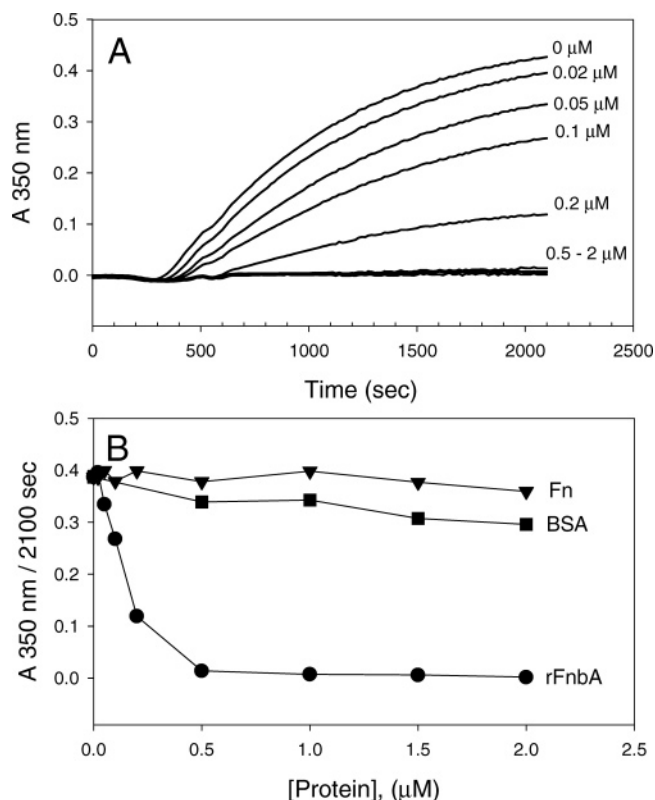 A
0.5
0.4
0.3
0.2
0.1
0.0
A 350 nm
0 μM
0.02 μM
0.05 μM
0.1 μM
0.2 μM
0.5 - 2 μM
0 500 1000 1500 2000 2500
Time (sec)
B
0.5
0.4
0.3
0.2
0.1
0.0
A 350 nm / 2100 sec
Fn
BSA
rFnbA
0.0 0.5 1.0 1.5 2.0 2.5
[Protein], (μM)